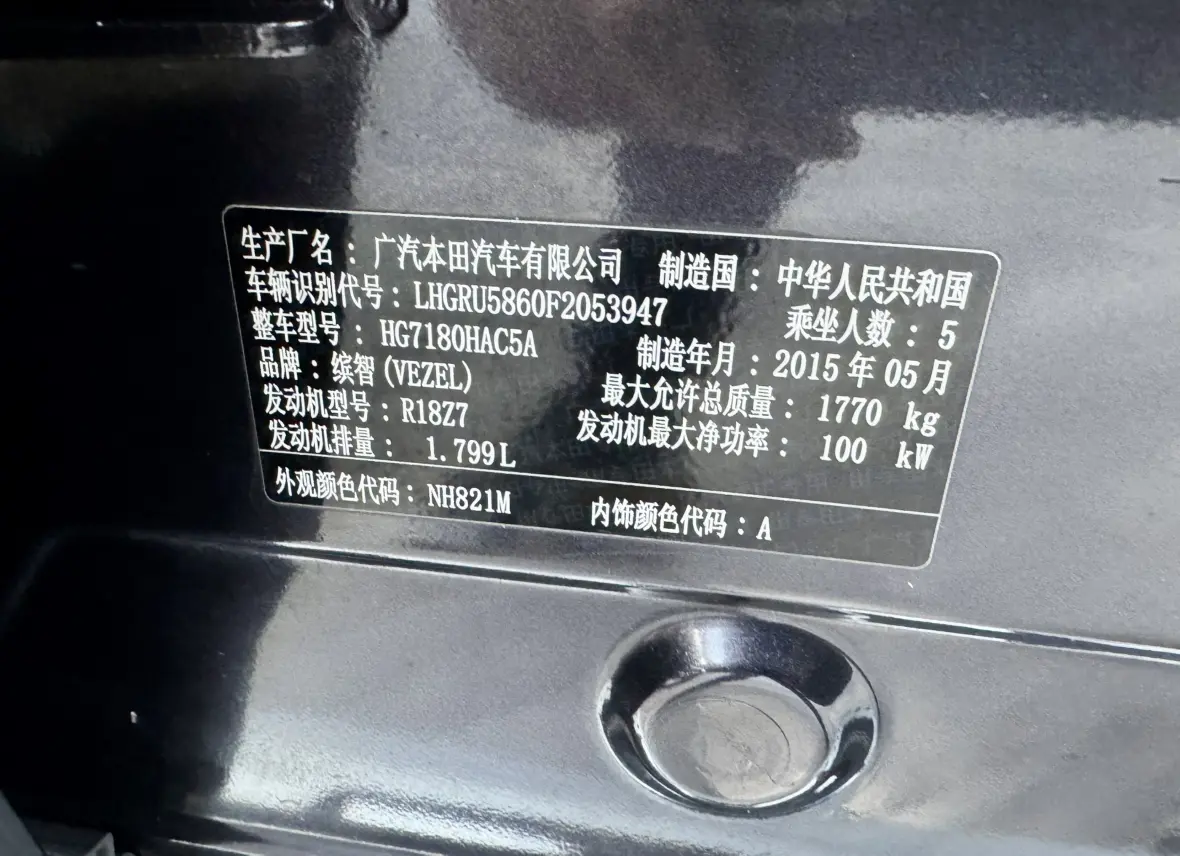 生产厂名：广汽本田汽车有限公司 制造国：中华人民共和国
车辆识别代号：LHGRU5860F2053947 乘坐人数：5
整车型号：HG7180HAC5A 制造年月：2015年05月
品牌：缤智(VEZEL) 最大允许总质量：1770 kg
发动机型号：R18Z7 发动机最大净功率：100 kW
发动机排量：1.799L
外观颜色代码：NH821M 内饰颜色代码：A